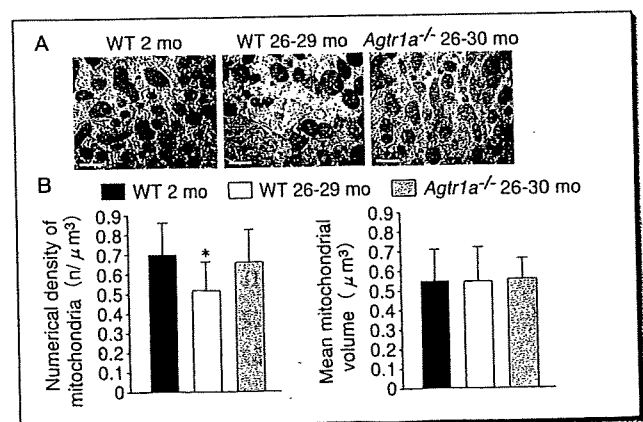 A
WT 2 mo WT 26-29 mo Agtr1a-/- 26-30 mo
B
WT 2 mo WT 26-29 mo Agtr1a-/- 26-30 mo
Numerical density of
mitochondria (n/μm³)
0.9
0.8
0.7
0.6
0.5
0.4
0.3
0.2
0.1
0
*
Mean mitochondrial
volume (μm³)
0.9
0.8
0.7
0.6
0.5
0.4
0.3
0.2
0.1
0